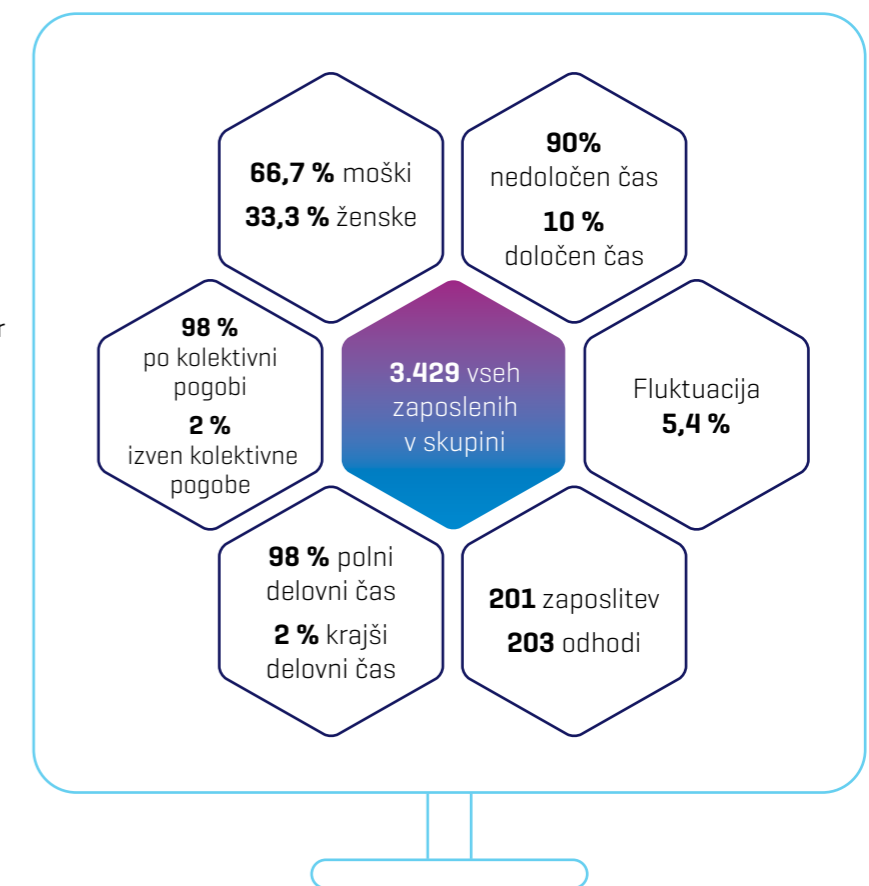 66,7 % moški
33,3 % ženske
90%
nedoločen čas
10 %
določen čas
r
98 %
po kolektivni
pogobi
2 %
izven kolektivne
pogobe
3.429 vseh
zaposlenih
v skupini
Fluktuacija
5,4 %
98 % polni
delovni čas
2 % krajši
delovni čas
201 zaposlitev
203 odhodi